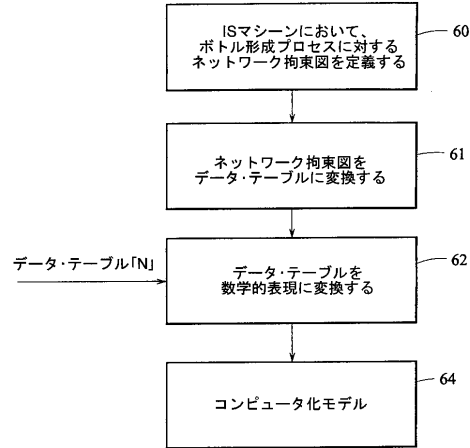 ISマシーンにおいて、
ボトル形成プロセスに対する
ネットワーク拘束図を定義する
60
ネットワーク拘束図を
データ・テーブルに変換する
61
データ・テーブル「N」
データ・テーブルを
数学的表現に変換する
62
コンピュータ化モデル
64